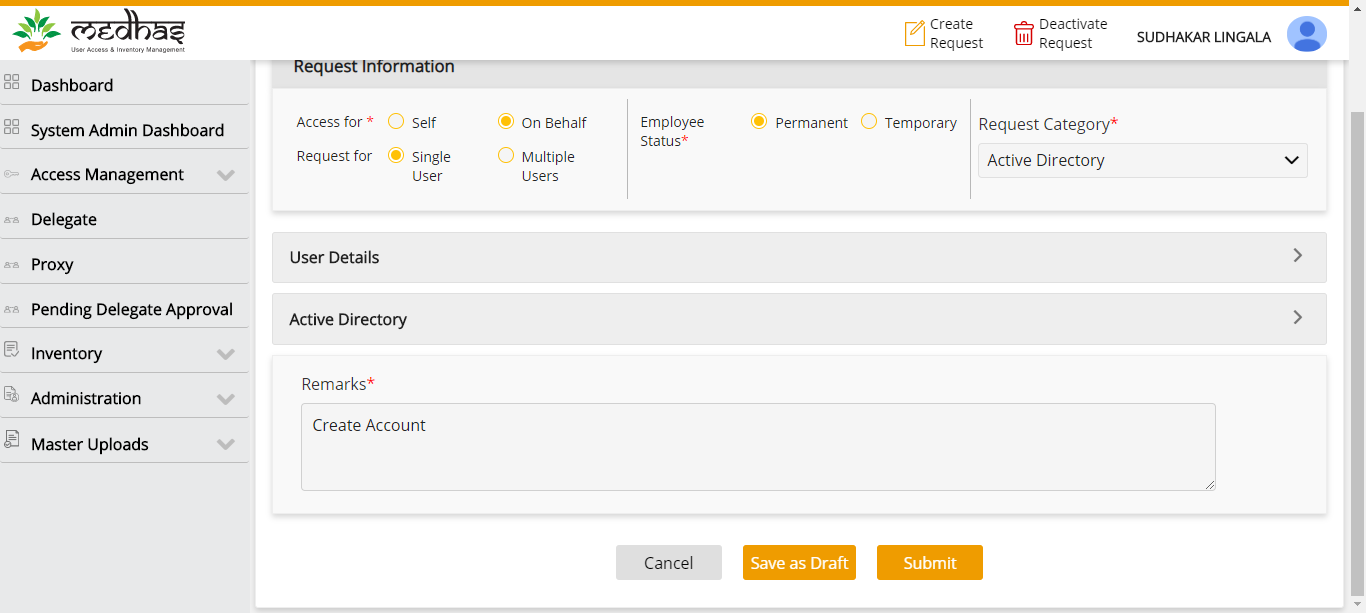 medhas
User Access & Inventory Management
Create
Request
Deactivate
Request
SUDHAKAR LINGALA
Dashboard
System Admin Dashboard
Access Management
Delegate
Proxy
Pending Delegate Approval
Inventory
Administration
Master Uploads
Request Information
Access for *
Self
On Behalf
Request for
Single
User
Multiple
Users
Employee
Status*
Permanent
Temporary
Request Category*
Active Directory
User Details
Active Directory
Remarks*
Create Account
Cancel
Save as Draft
Submit